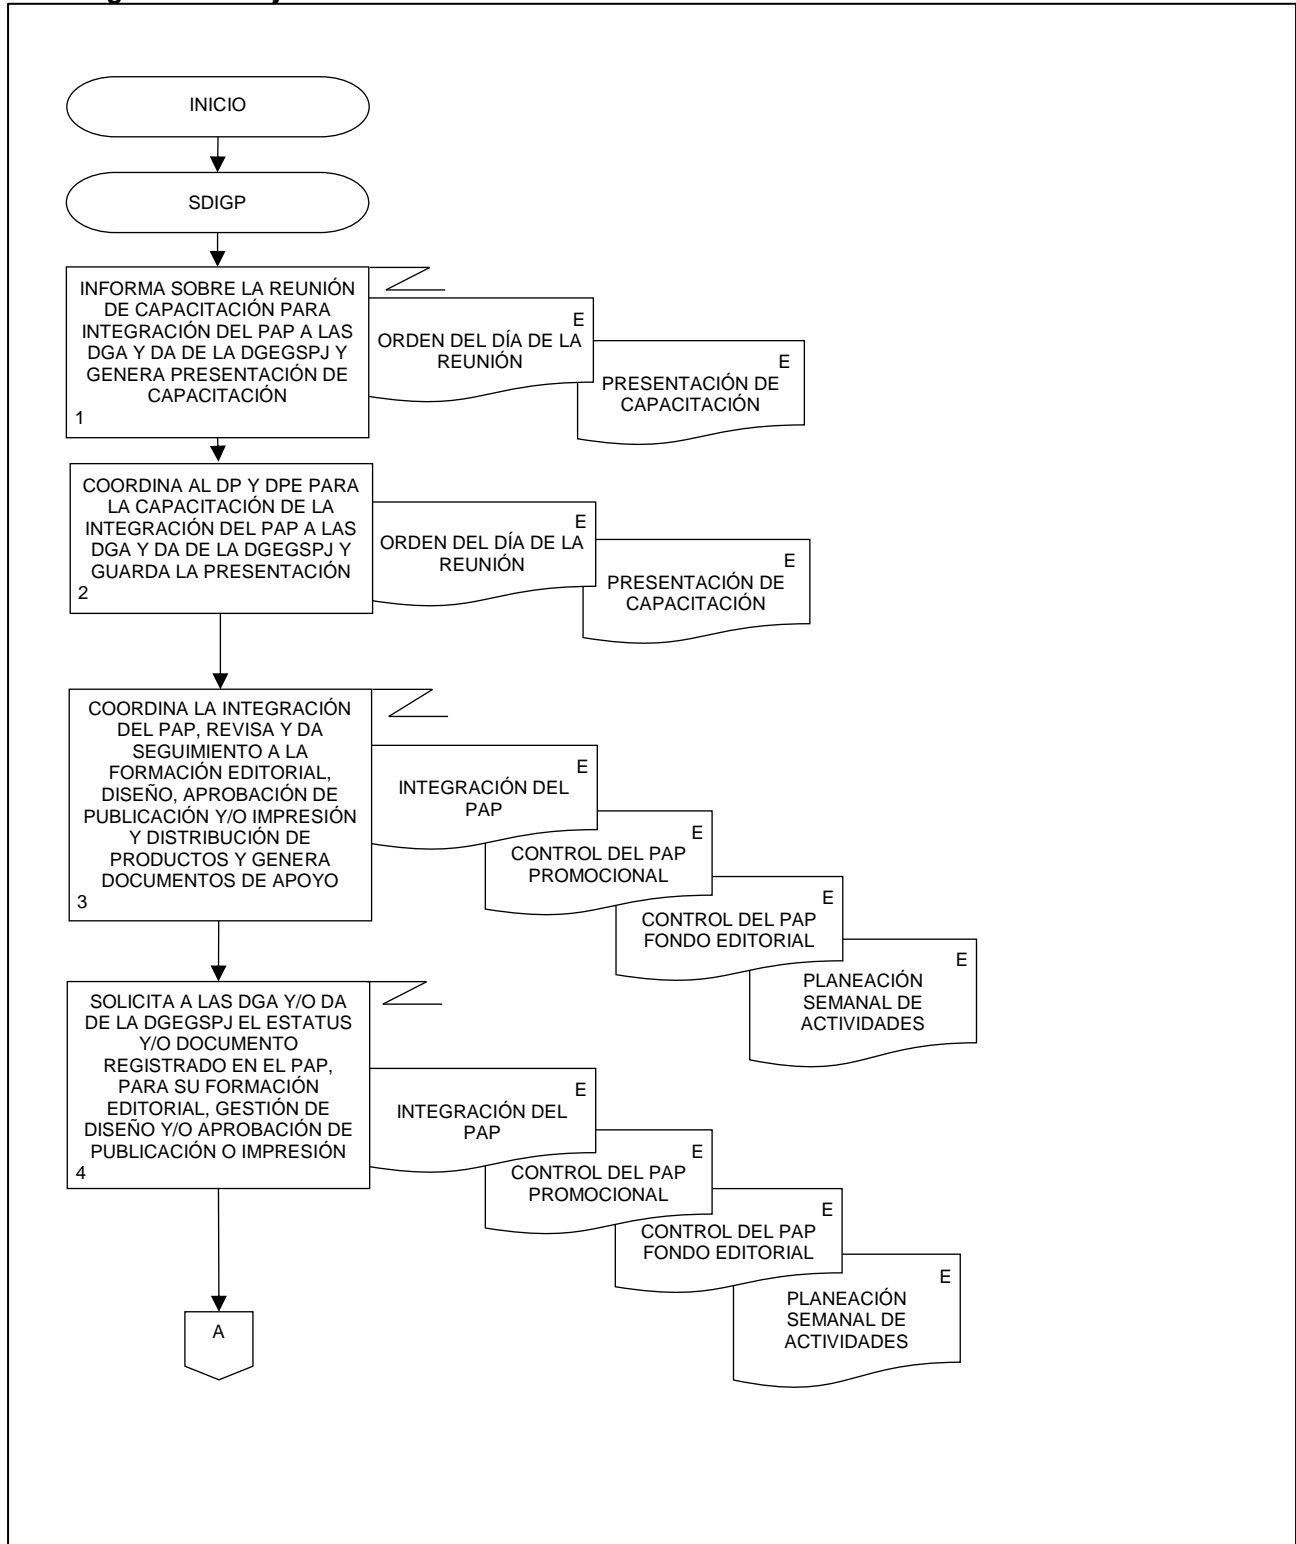 INICIO
SDIGP
INFORMA SOBRE LA REUNIÓN
DE CAPACITACIÓN PARA
INTEGRACIÓN DEL PAP A LAS
DGA Y DA DE LA DGEGSPJ Y
GENERA PRESENTACIÓN DE
CAPACITACIÓN
1
E
ORDEN DEL DÍA DE LA
REUNIÓN
E
PRESENTACIÓN DE
CAPACITACIÓN
COORDINA AL DP Y DPE PARA
LA CAPACITACIÓN DE LA
INTEGRACIÓN DEL PAP A LAS
DGA Y DA DE LA DGEGSPJ Y
GUARDA LA PRESENTACIÓN
2
E
ORDEN DEL DÍA DE LA
REUNIÓN
E
PRESENTACIÓN DE
CAPACITACIÓN
COORDINA LA INTEGRACIÓN
DEL PAP, REVISA Y DA
SEGUIMIENTO A LA
FORMACIÓN EDITORIAL,
DISEÑO, APROBACIÓN DE
PUBLICACIÓN Y/O IMPRESIÓN
Y DISTRIBUCIÓN DE
PRODUCTOS Y GENERA
DOCUMENTOS DE APOYO
3
E
INTEGRACIÓN DEL
PAP
E
CONTROL DEL PAP
PROMOCIONAL
E
CONTROL DEL PAP
FONDO EDITORIAL
E
PLANEACIÓN
SEMANAL DE
ACTIVIDADES
SOLICITA A LAS DGA Y/O DA
DE LA DGEGSPJ EL ESTATUS
Y/O DOCUMENTO
REGISTRADO EN EL PAP,
PARA SU FORMACIÓN
EDITORIAL, GESTIÓN DE
DISEÑO Y/O APROBACIÓN DE
PUBLICACIÓN O IMPRESIÓN
4
E
INTEGRACIÓN DEL
PAP
E
CONTROL DEL PAP
PROMOCIONAL
E
CONTROL DEL PAP
FONDO EDITORIAL
E
PLANEACIÓN
SEMANAL DE
ACTIVIDADES
A